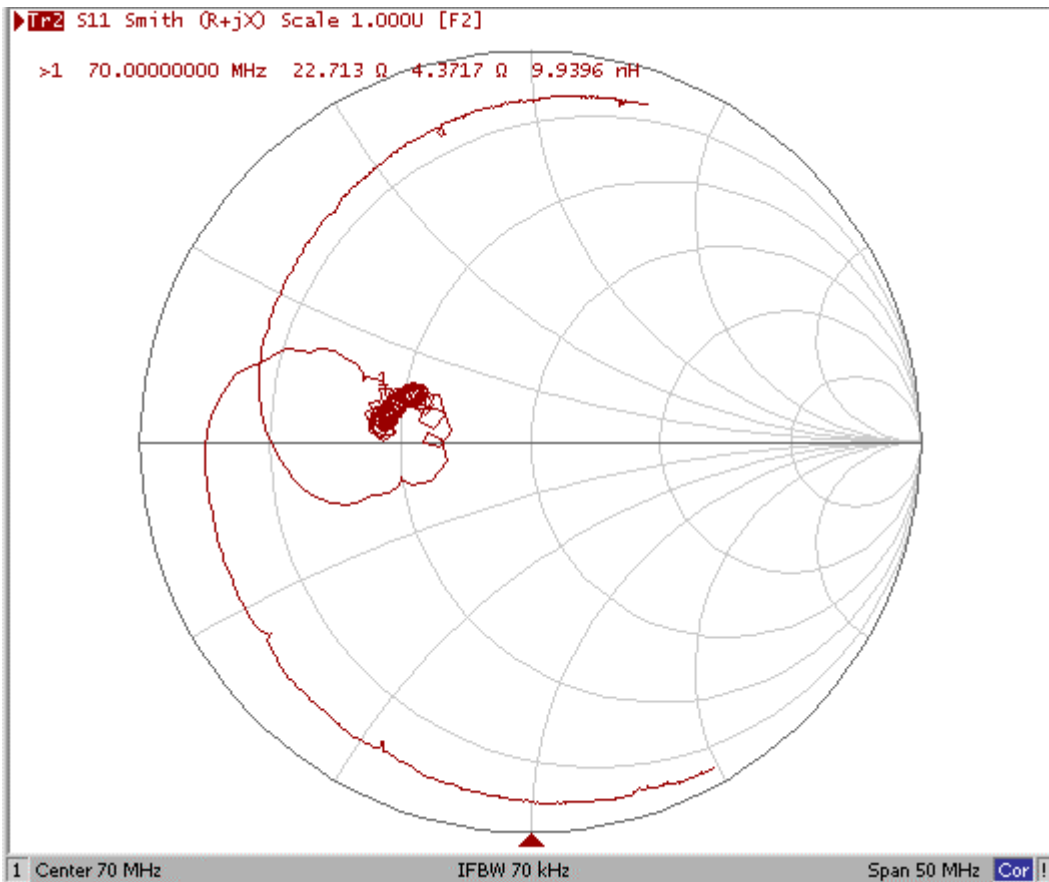 Tr2 S11 Smith (R+jX) Scale 1.000U [F2]
>1 70.00000000 MHz 22.713 Ω 4.3717 Ω 9.9396 nH
1
1 Center 70 MHz IFBW 70 kHz Span 50 MHz Cor !